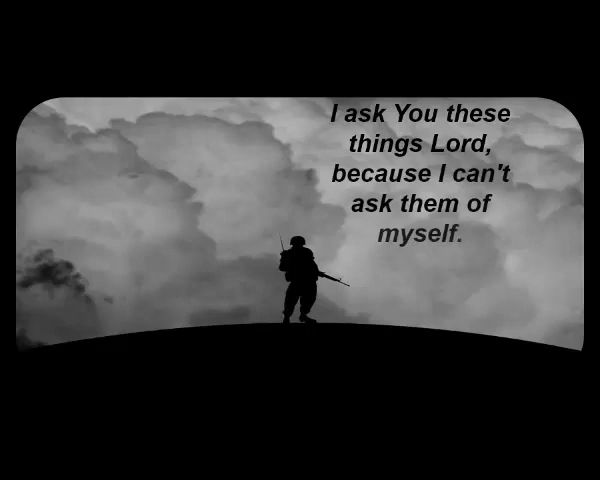 I ask You these
things Lord,
because I can't
ask them of
myself.